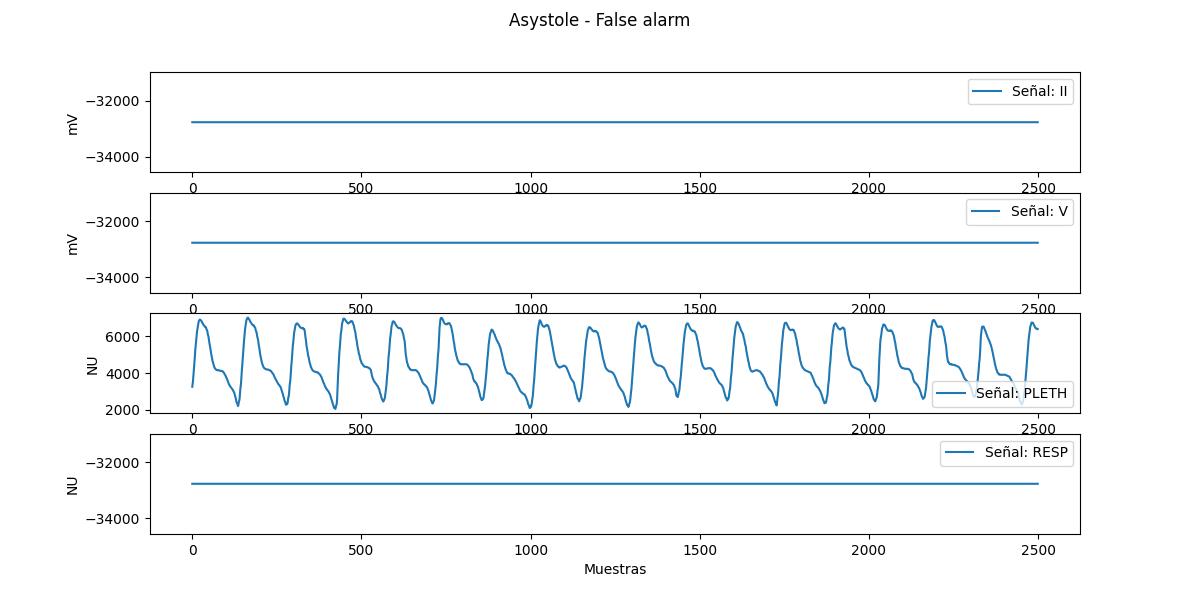 Asystole - False alarm
−32000
−34000
mV
Señal: II
0 500 1000 1500 2000 2500
−32000
−34000
mV
Señal: V
0 500 1000 1500 2000 2500
6000
4000
2000
NU
Señal: PLETH
0 500 1000 1500 2000 2500
−32000
−34000
NU
Señal: RESP
0 500 1000 1500 2000 2500
Muestras